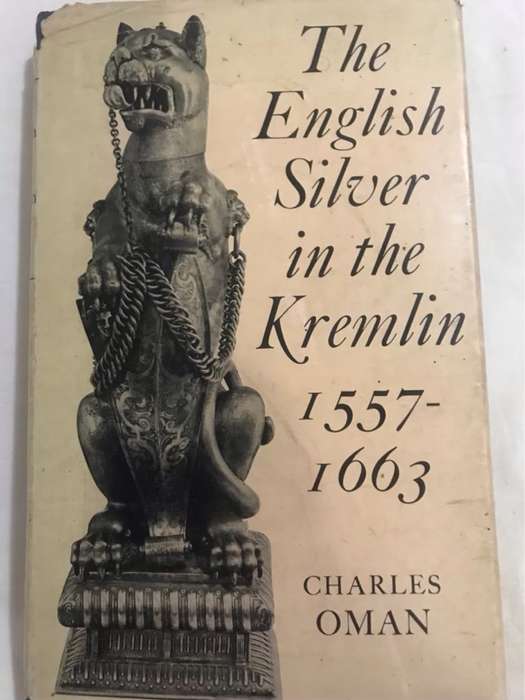 The
English
Silver
in the
Kremlin
1557-
1663
CHARLES
OMAN